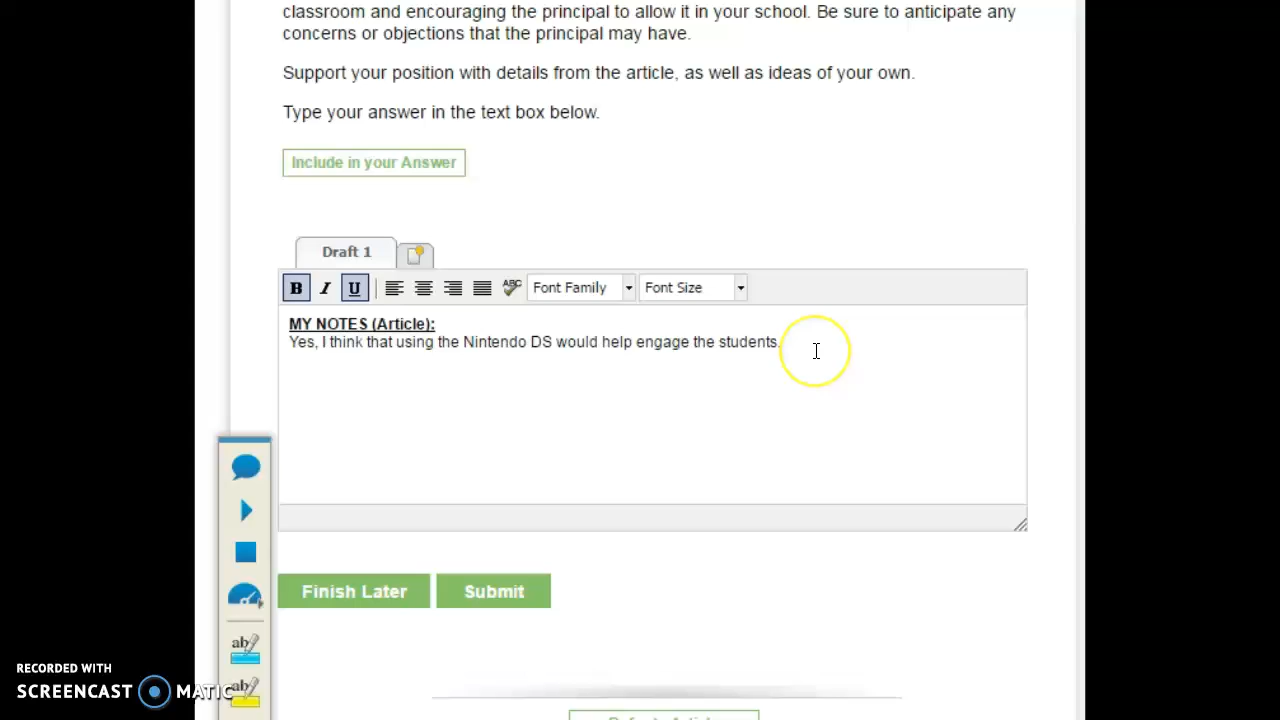 classroom and encouraging the principal to allow it in your school. Be sure to anticipate any
concerns or objections that the principal may have.
Support your position with details from the article, as well as ideas of your own.
Type your answer in the text box below.
Include in your Answer
Draft 1
B I U ABC Font Family Font Size
MY NOTES (Article):
Yes, I think that using the Nintendo DS would help engage the students.
Finish Later Submit
ab
ab
RECORDED WITH
SCREENCAST MATIC